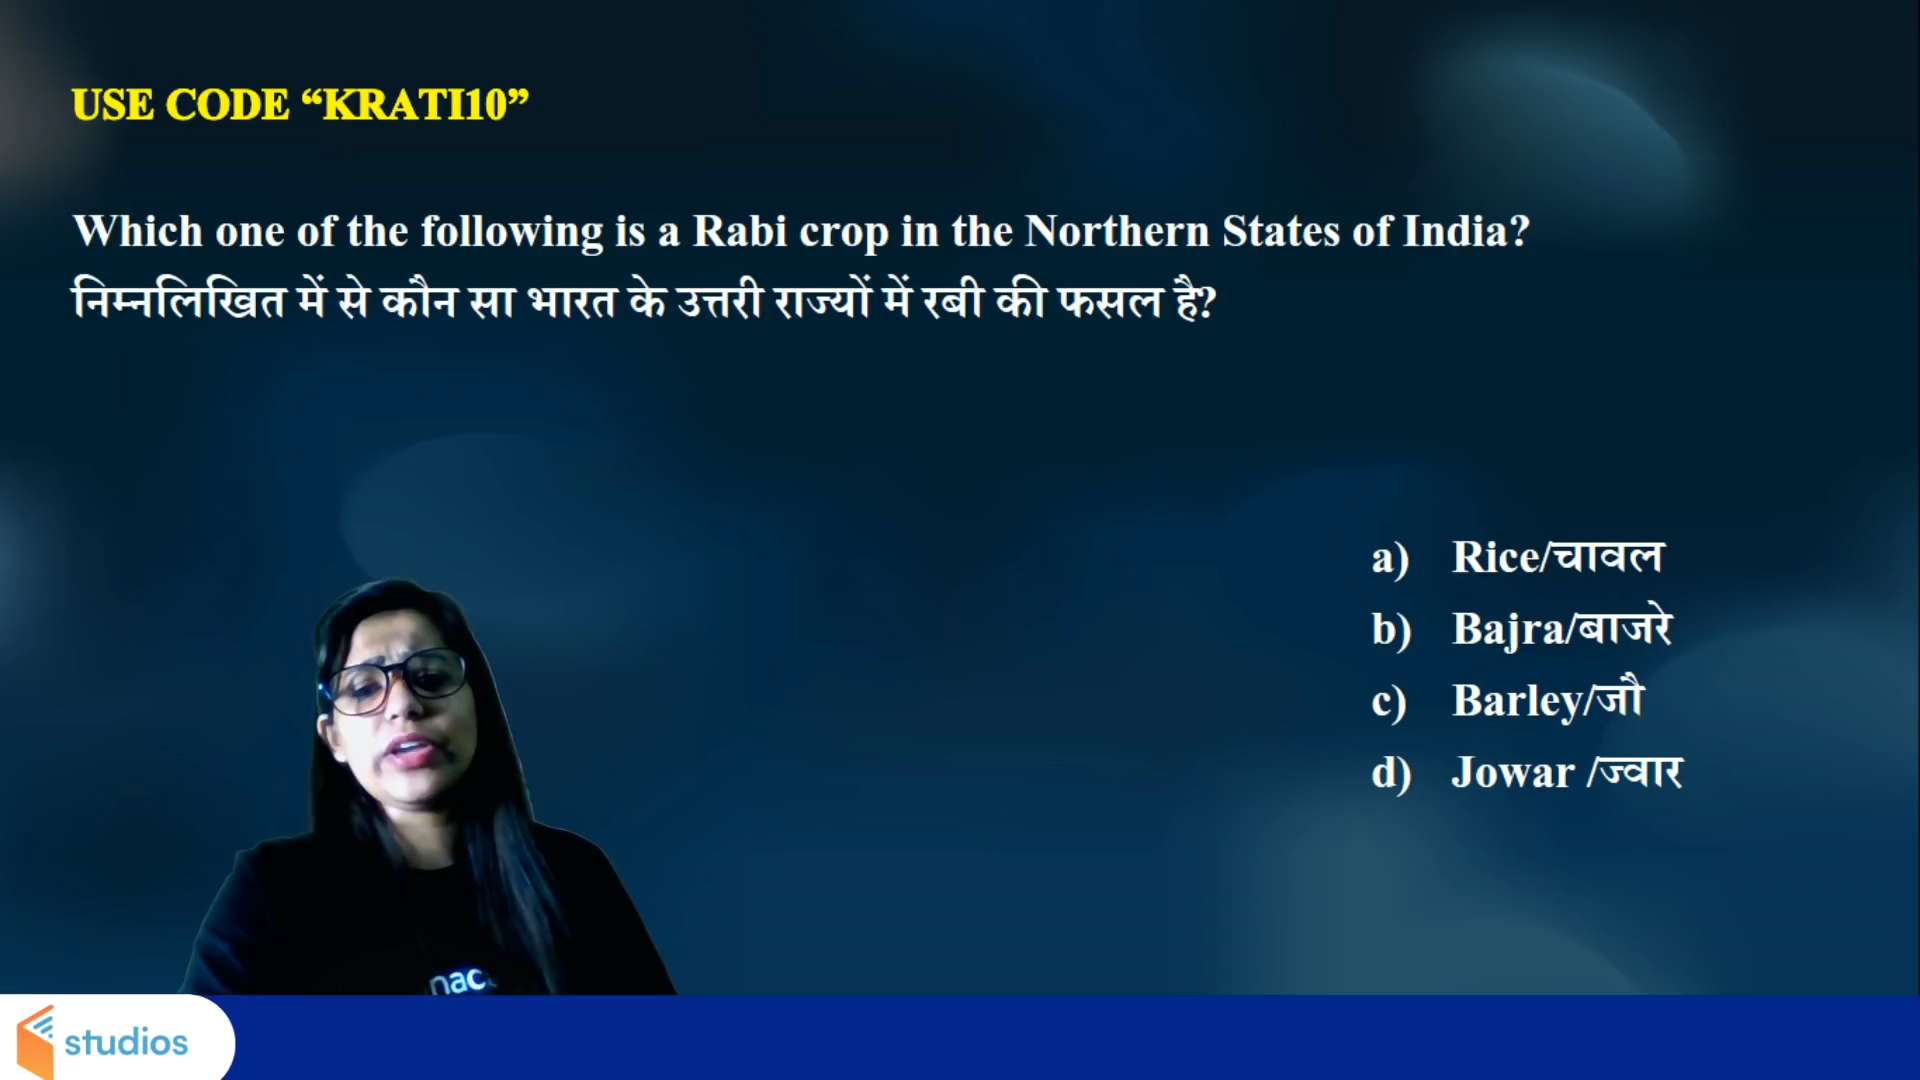 USE CODE “KRATI10”
Which one of the following is a Rabi crop in the Northern States of India?
निम्नलिखित में से कौन सा भारत के उत्तरी राज्यों में रबी की फसल है?
a) Rice/चावल
b) Bajra/बाजरे
c) Barley/जौ
d) Jowar /ज्वार
nac
studios